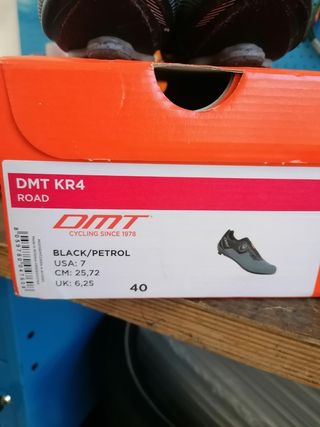 DMT KR4
ROAD
DMT
CYCLING SINCE 1978
BLACK/PETROL
USA: 7
CM: 25,72
UK: 6,25
40